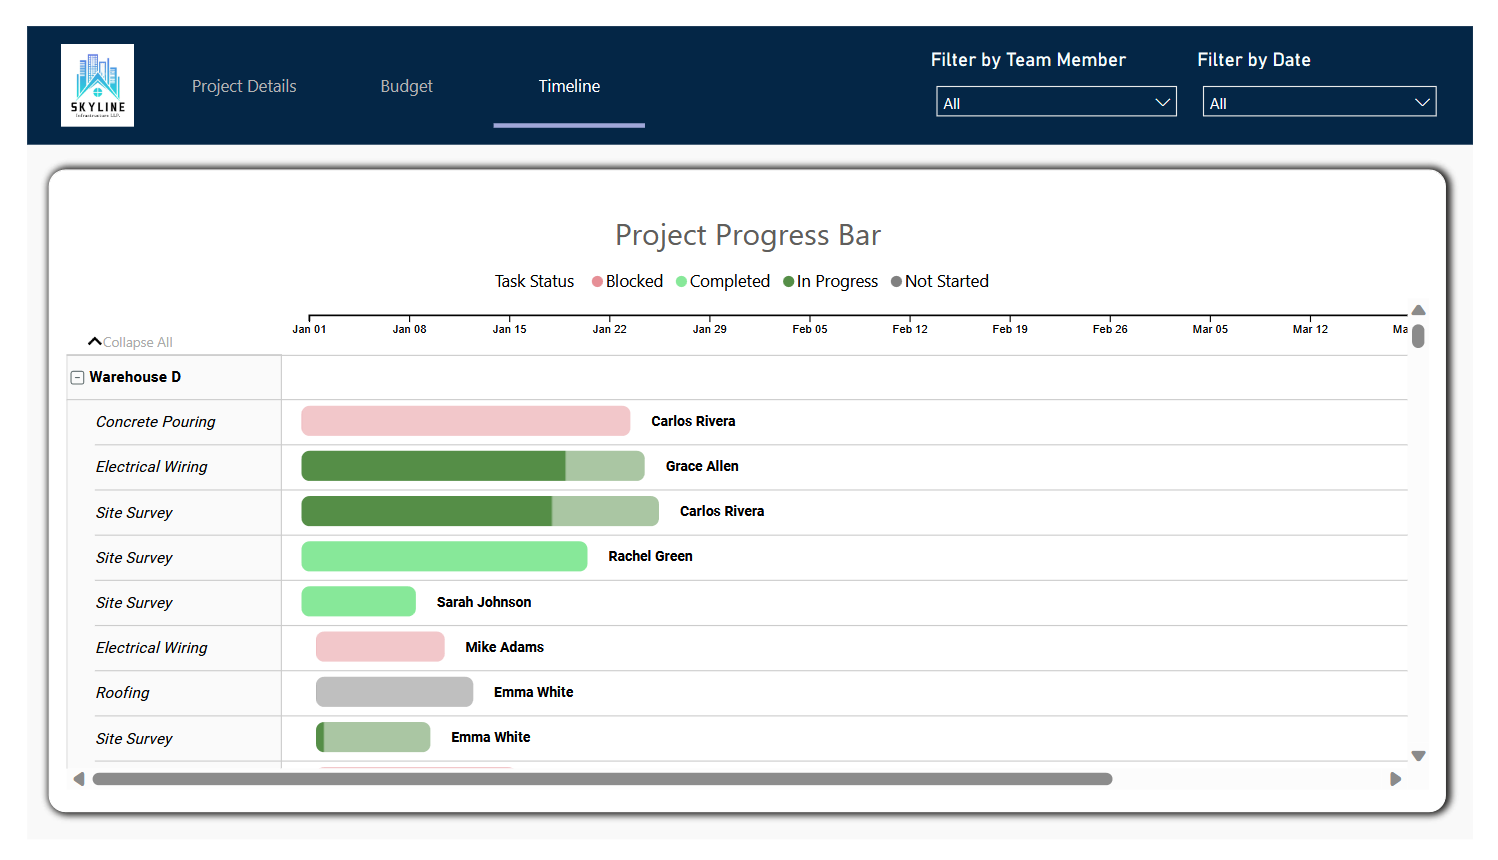 SKYLINE
Infrastructure LLP.
Project Details
Budget
Timeline
Filter by Team Member
All
Filter by Date
All
Project Progress Bar
Task Status Blocked Completed In Progress Not Started
Jan 01 Jan 08 Jan 15 Jan 22 Jan 29 Feb 05 Feb 12 Feb 19 Feb 26 Mar 05 Mar 12 Ma
Collapse All
Warehouse D
Concrete Pouring Carlos Rivera
Electrical Wiring Grace Allen
Site Survey Carlos Rivera
Site Survey Rachel Green
Site Survey Sarah Johnson
Electrical Wiring Mike Adams
Roofing Emma White
Site Survey Emma White